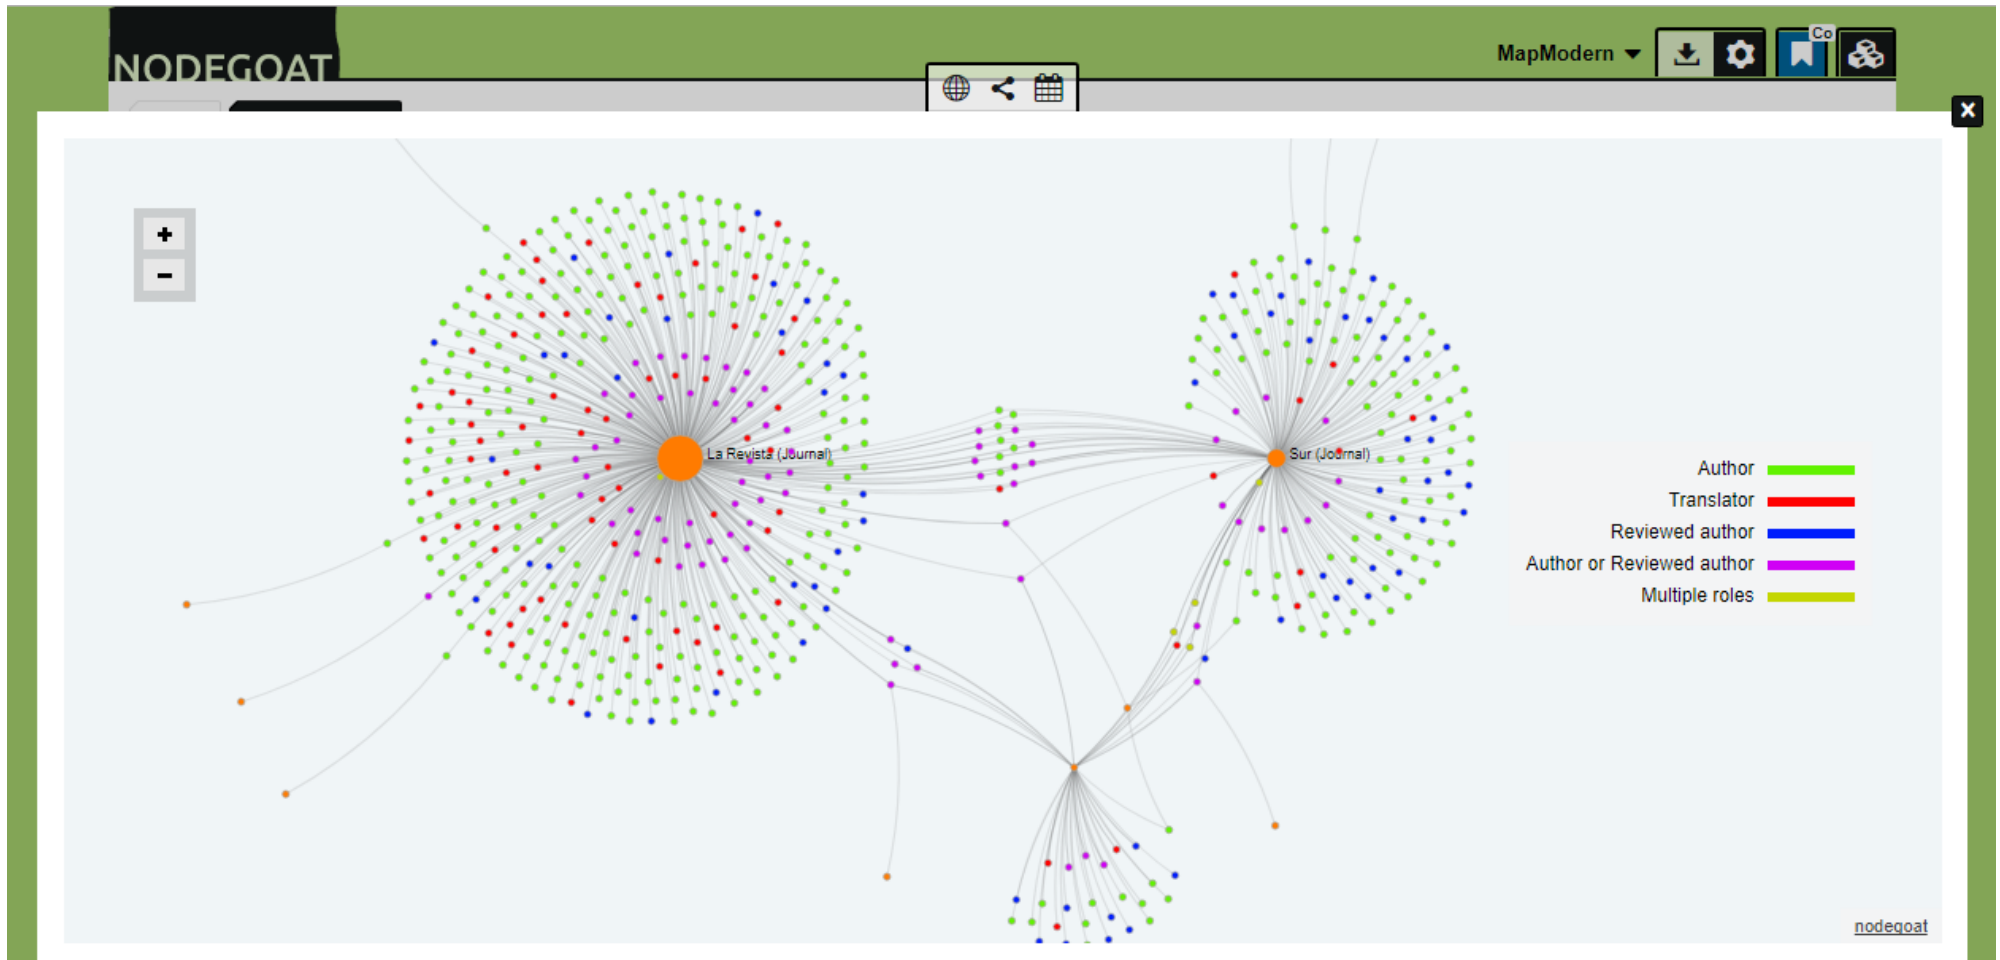 NODEGOAT
MapModern
Co
+
−
La Revista (Journal)
Sur (Journal)
Author
Translator
Reviewed author
Author or Reviewed author
Multiple roles
nodegoat